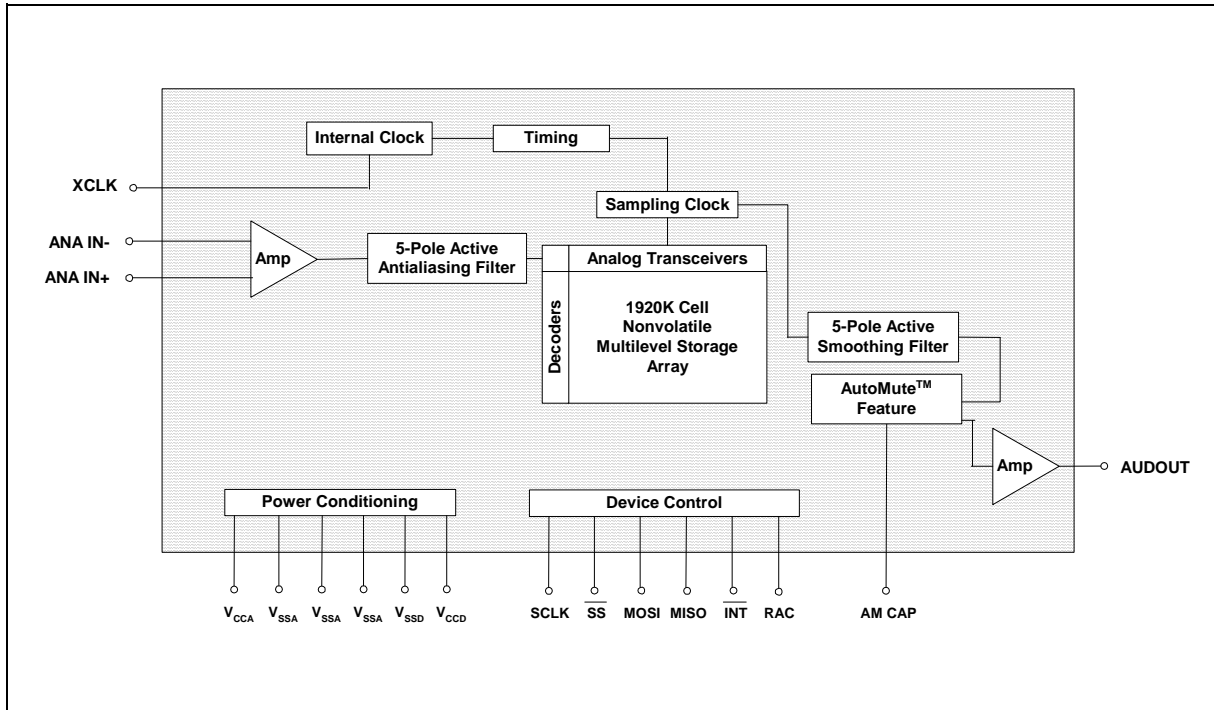 Internal Clock
Timing
XCLK
Sampling Clock
ANA IN-
ANA IN+
Amp
5-Pole Active
Antialiasing Filter
Analog Transceivers
Decoders
1920K Cell
Nonvolatile
Multilevel Storage
Array
5-Pole Active
Smoothing Filter
AutoMute™
Feature
Amp
AUDOUT
Power Conditioning
Device Control
VCCA
VSSA
VSSA
VSSA
VSSD
VCCD
SCLK
SS
MOSI
MISO
INT
RAC
AM CAP